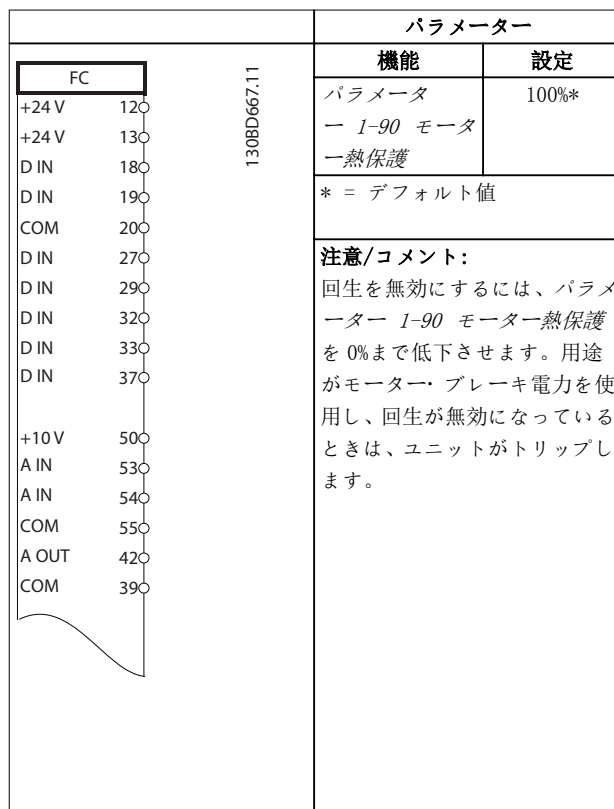 FC
130BD667.11
+24 V 12
+24 V 13
D IN 18
D IN 19
COM 20
D IN 27
D IN 29
D IN 32
D IN 33
D IN 37
+10 V 50
A IN 53
A IN 54
COM 55
A OUT 42
COM 39
パラメーター
機能 設定
パラメータ 100%*
ー 1-90 モータ
ー熱保護
* = デフォルト値
注意/コメント:
回生を無効にするには、パラメ
ーター 1-90 モーター熱保護
を 0%まで低下させます。用途
がモーター・ブレーキ電力を使
用し、回生が無効になっている
ときは、ユニットがトリップし
ます。